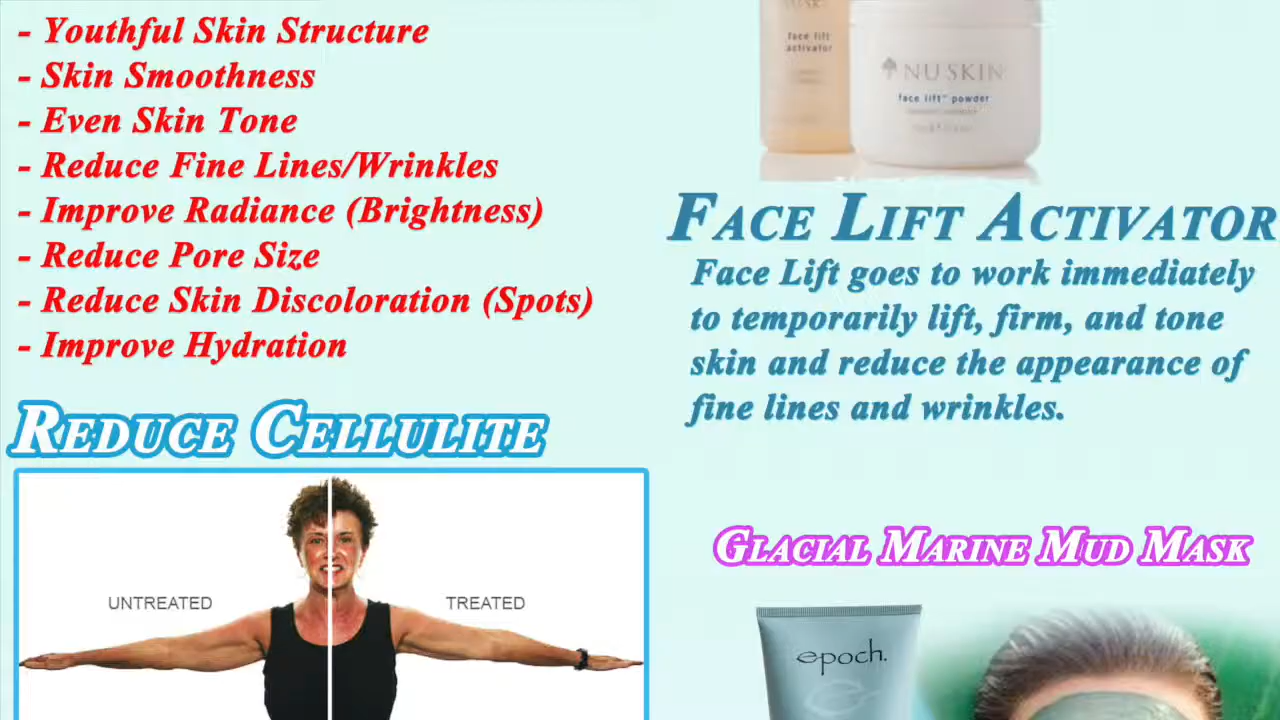 - Youthful Skin Structure
- Skin Smoothness
- Even Skin Tone
- Reduce Fine Lines/Wrinkles
- Improve Radiance (Brightness)
- Reduce Pore Size
- Reduce Skin Discoloration (Spots)
- Improve Hydration
REDUCE CELLULITE
UNTREATED
TREATED
face lift
activator
NU SKIN
face lift™ powder
FACE LIFT ACTIVATOR
Face Lift goes to work immediately
to temporarily lift, firm, and tone
skin and reduce the appearance of
fine lines and wrinkles.
GLACIAL MARINE MUD MASK
epoch.